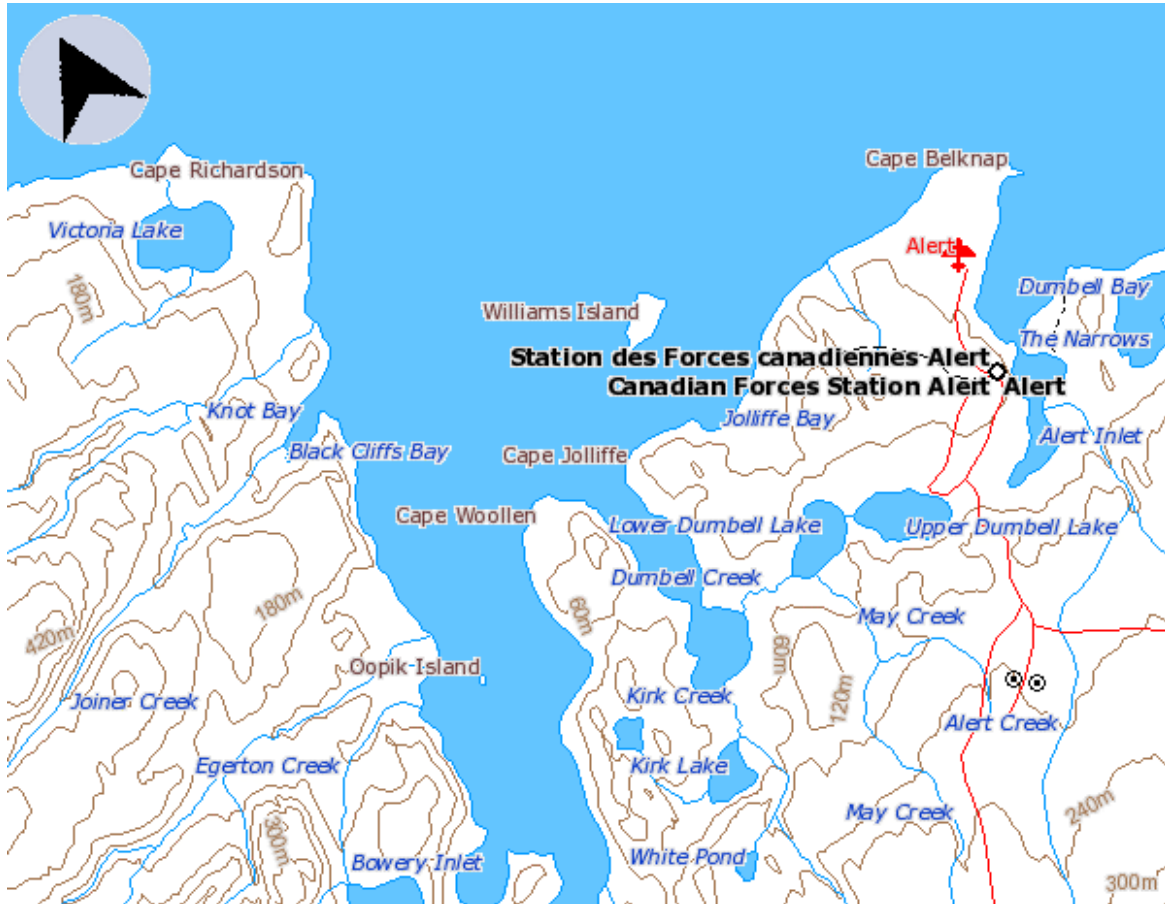 Cape Belknap
Cape Richardson
Victoria Lake
Alert
180m
Dumbell Bay
Williams Island
The Narrows
Station des Forces canadiennes Alert
Canadian Forces Station Alert Alert
Knot Bay
Jolliffe Bay
Alert Inlet
Black Cliffs Bay
Cape Jolliffe
Cape Woollen
Lower Dumbell Lake
Upper Dumbell Lake
Dumbell Creek
180m
60m
May Creek
420m
60m
Oopik Island
Joiner Creek
Kirk Creek
120m
Alert Creek
Egerton Creek
Kirk Lake
240m
May Creek
300m
Bowery Inlet
White Pond
300m